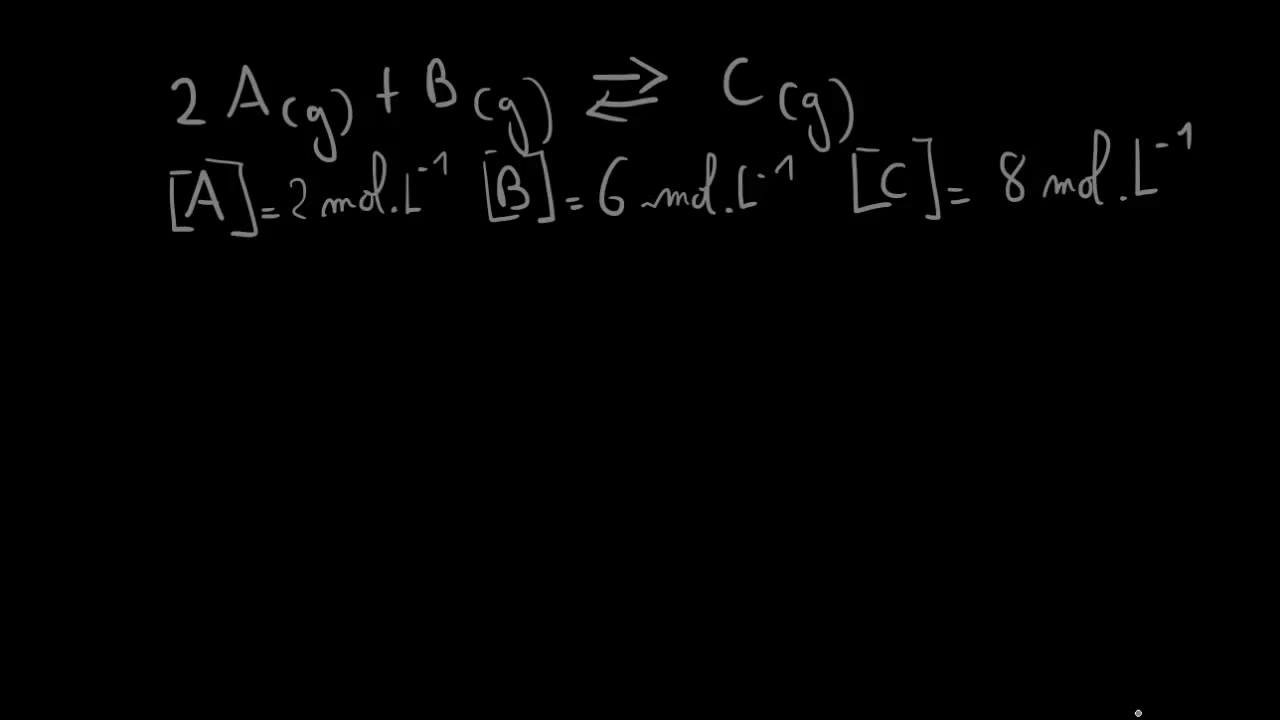 2 A(g) + B(g) ⇄ C(g)
[A] = 2 mol.L⁻¹ [B] = 6 mol.L⁻¹ [C] = 8 mol.L⁻¹